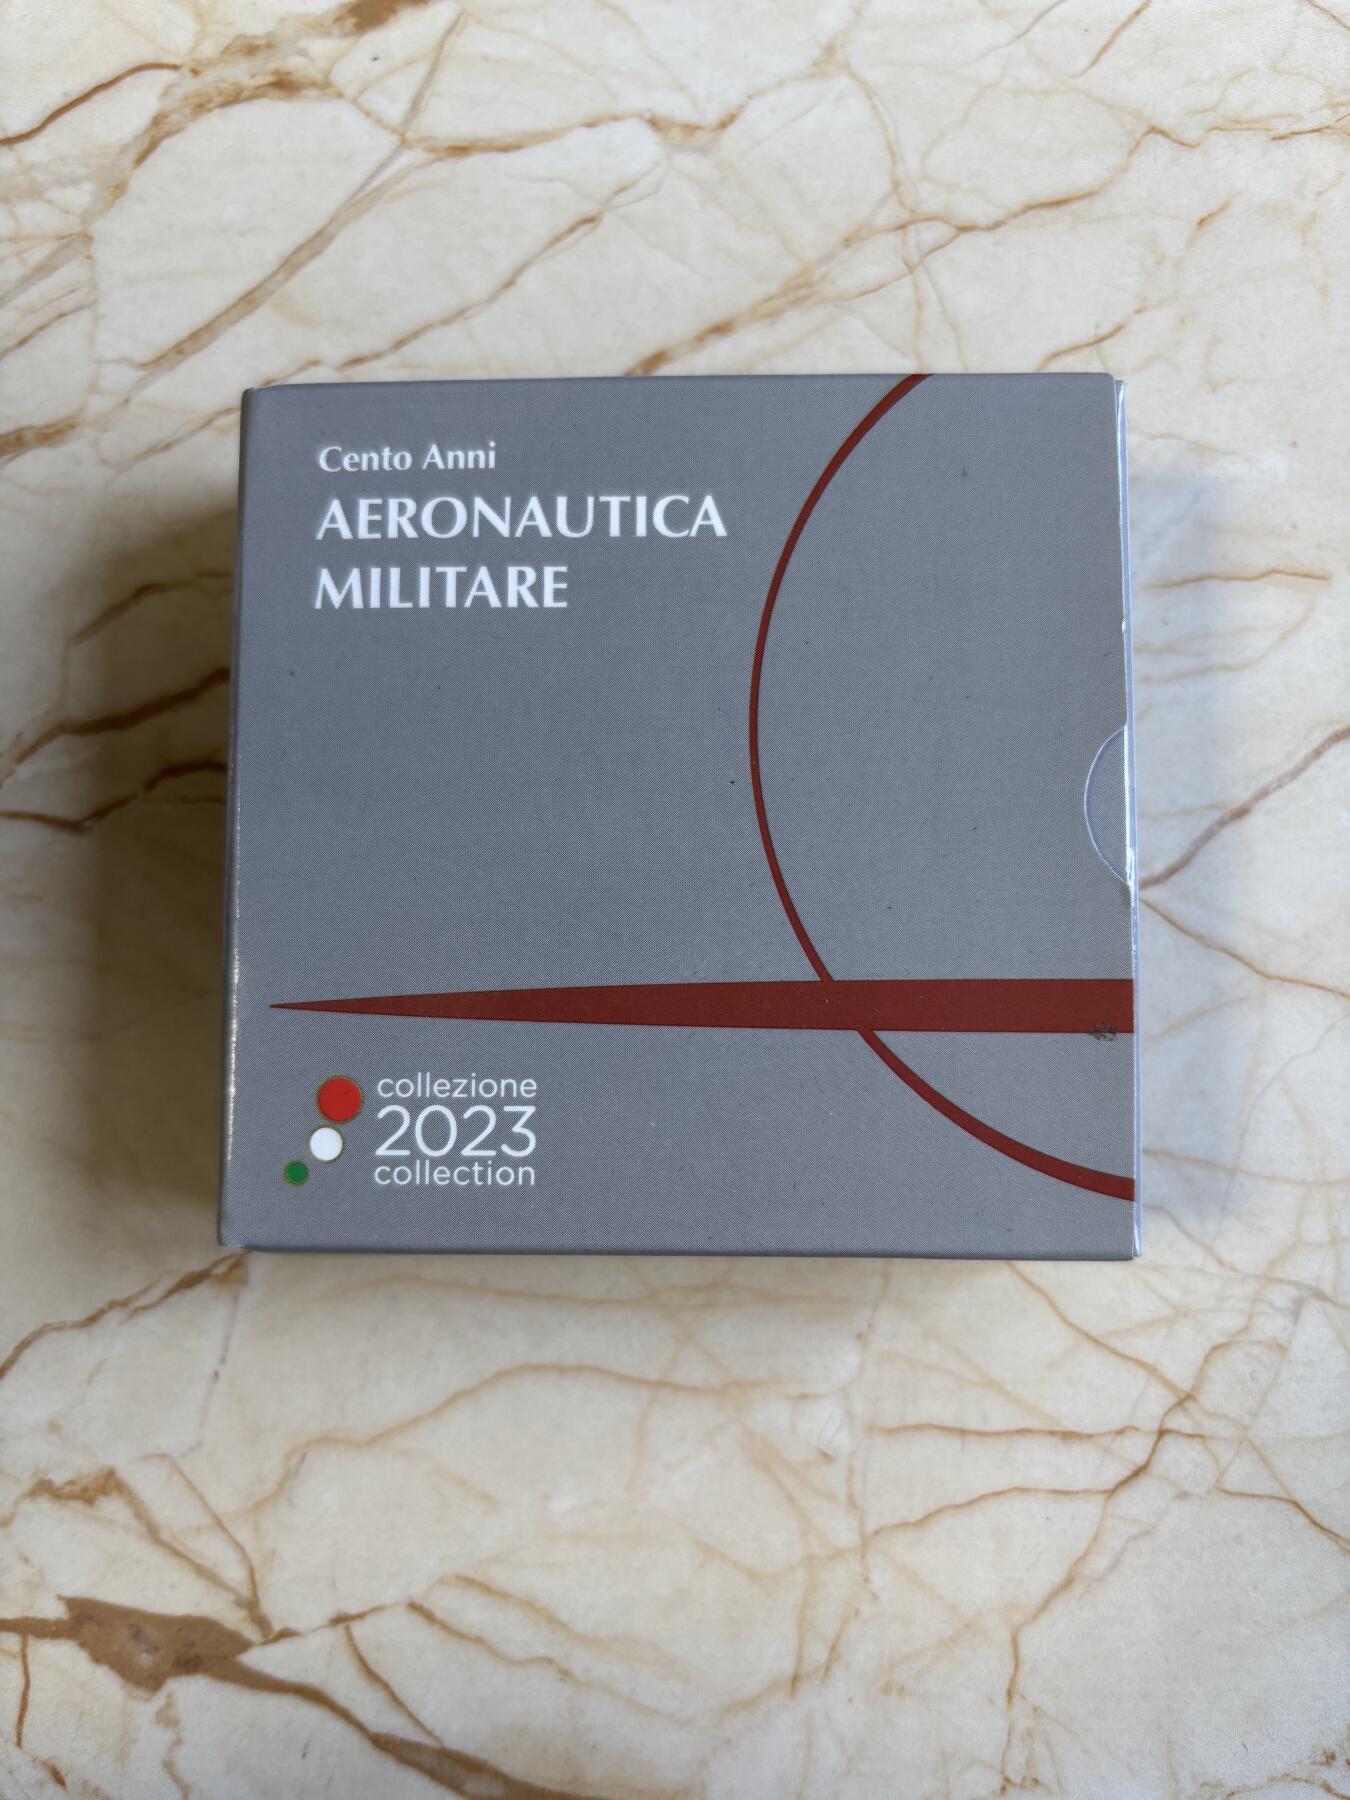 Cento Anni
AERONAUTICA
MILITARE
collezione
2023
collection